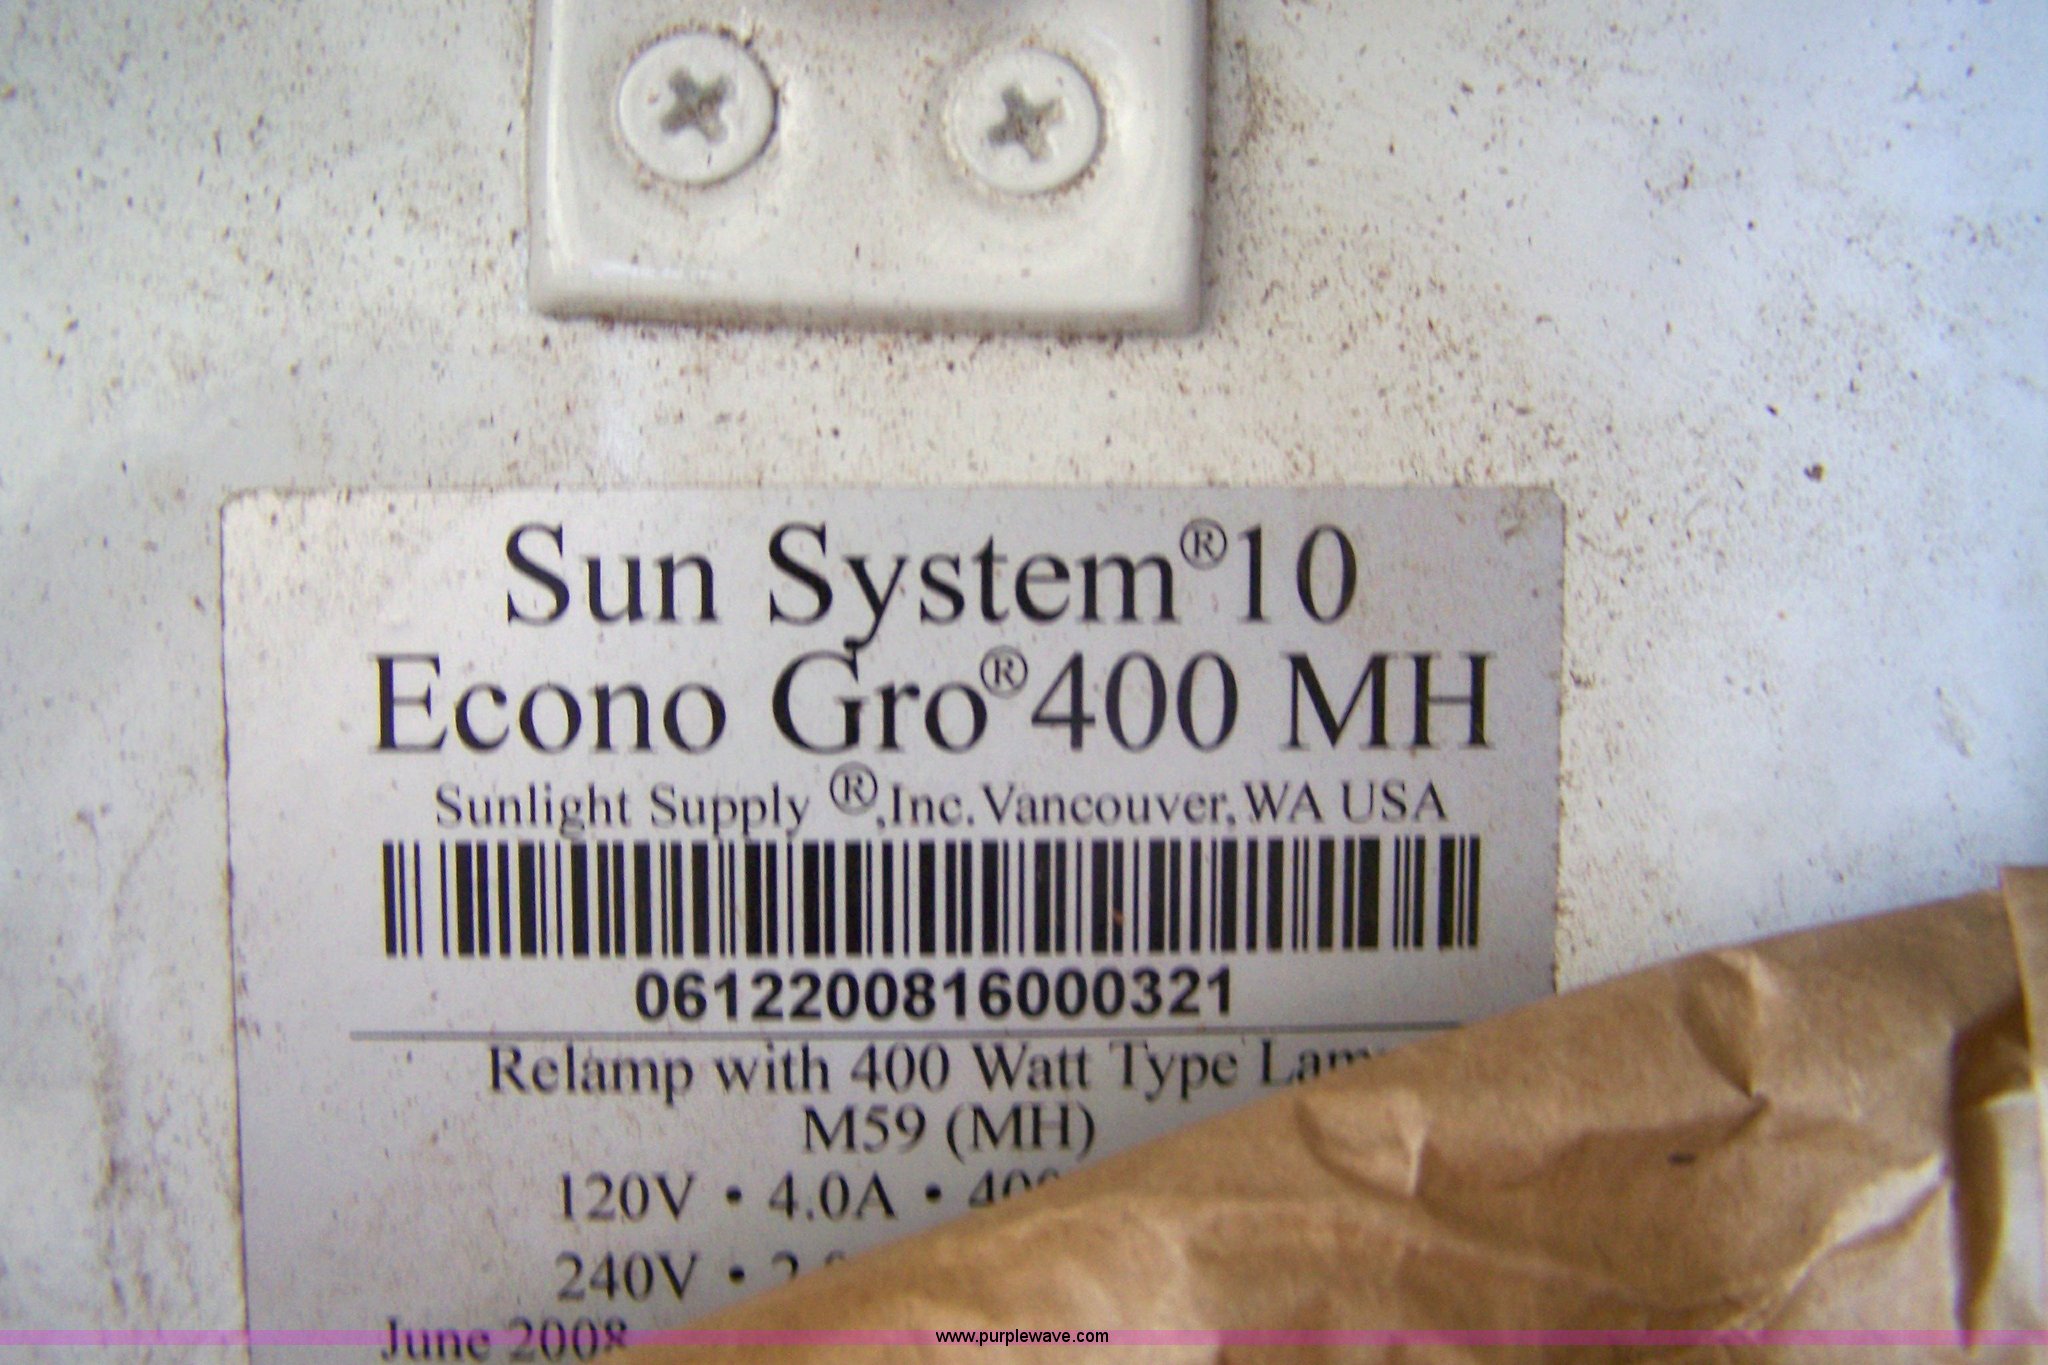 Sun System®10
Econo Gro®400 MH
Sunlight Supply ®,Inc.Vancouver,WA USA
0612200816000321
Relamp with 400 Watt Type
M59 (MH)
120V • 4.0A •
240V •
June 2008
www.purplewave.com